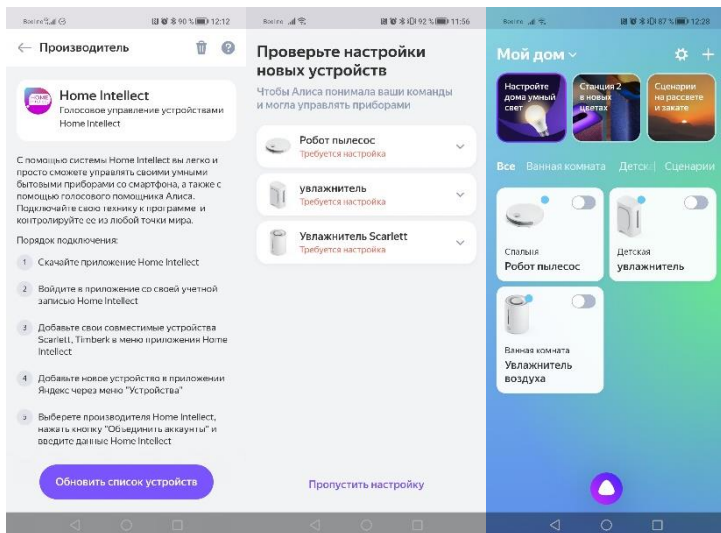 12:12
Производитель
Home Intellect
Голосовое управление устройствами
Home Intellect
С помощью системы Home Intellect вы легко и
просто сможете управлять своими умными
бытовыми приборами со смартфона, а также с
помощью голосового помощника Алиса.
Подключайте свою технику к программе и
контролируйте ее из любой точки мира.
Порядок подключения:
1 Скачайте приложение Home Intellect
2 Войдите в приложение со своей учетной
записью Home Intellect
3 Добавьте свои совместимые устройства
Scarlett, Timberk в меню приложения Home
Intellect
4 Добавьте новое устройство в приложении
Яндекс через меню "Устройства"
5 Выберете производителя Home Intellect,
нажать кнопку "Объединить аккаунты" и
введите данные Home Intellect
Обновить список устройств
92 % 11:56
Проверьте настройки
новых устройств
Чтобы Алиса понимала ваши команды
и могла управлять приборами
Робот пылесос
Требуется настройка
увлажнитель
Требуется настройка
Увлажнитель Scarlett
Требуется настройка
Пропустить настройку
87 % 12:28
Мой дом
Настройте
дома умный
свет
Станция 2
в новых
цветах
Сценарии
на рассвете
и закате
Все Ванная комната Детск Сценарии
Спальня
Робот пылесос
Детская
увлажнитель
Ванная комната
Увлажнитель
воздуха